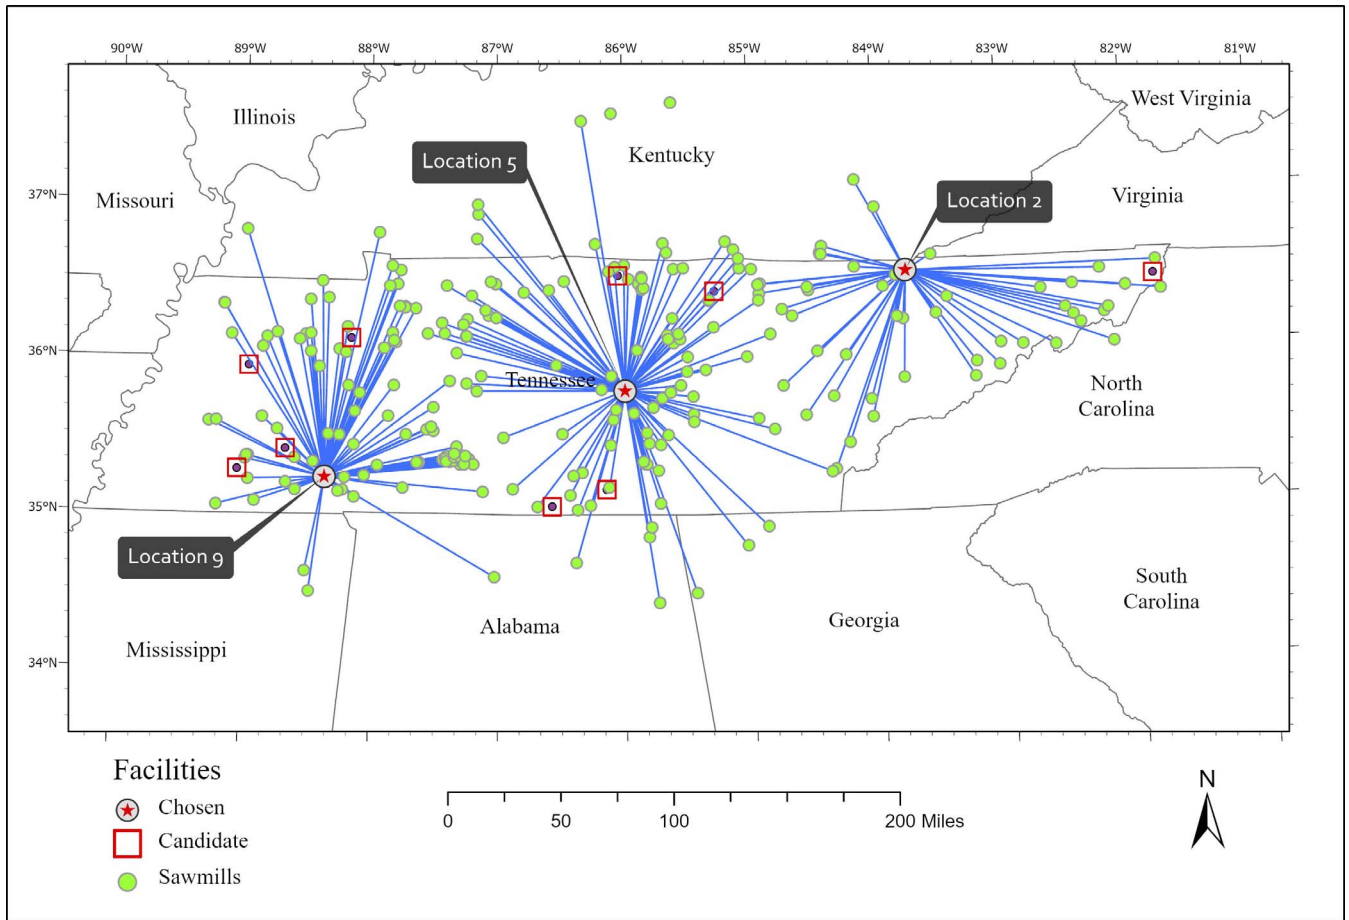 90°W 89°W 88°W 87°W 86°W 85°W 84°W 83°W 82°W 81°W
West Virginia
Illinois
Location 5
Kentucky
37°N
Missouri
Virginia
Location 2
36°N
Tennessee
North
Carolina
35°N
Location 9
South
Carolina
Georgia
Alabama
Mississippi
34°N
Facilities
Chosen
Candidate
Sawmills
0 50 100 200 Miles
N